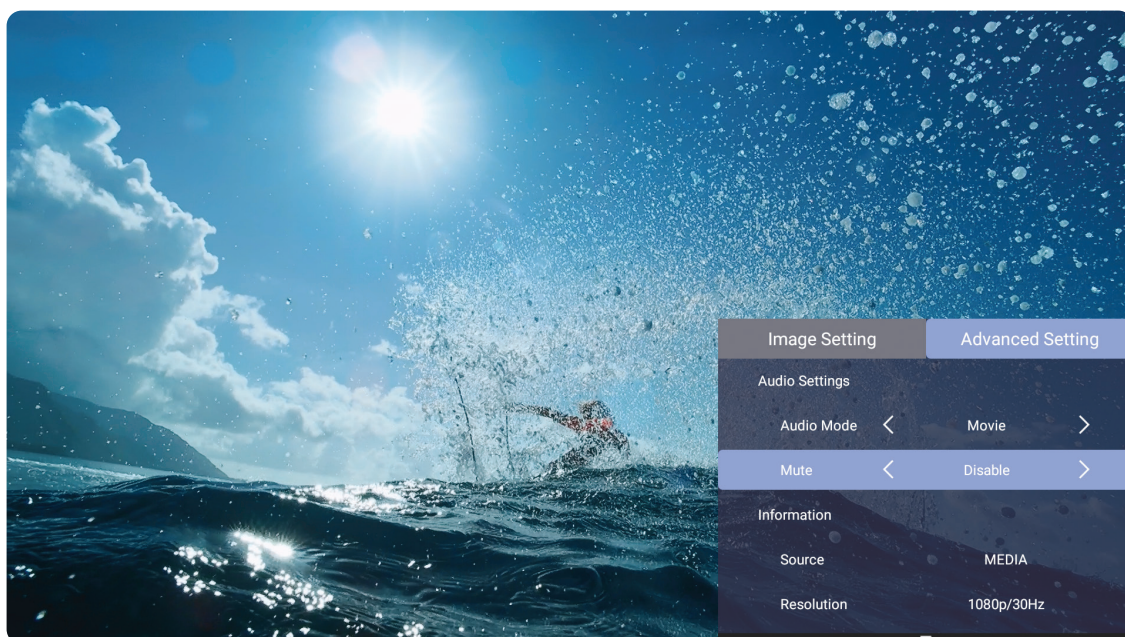 Image Setting Advanced Setting
Audio Settings
Audio Mode Movie
Mute Disable
Information
Source MEDIA
Resolution 1080p/30Hz